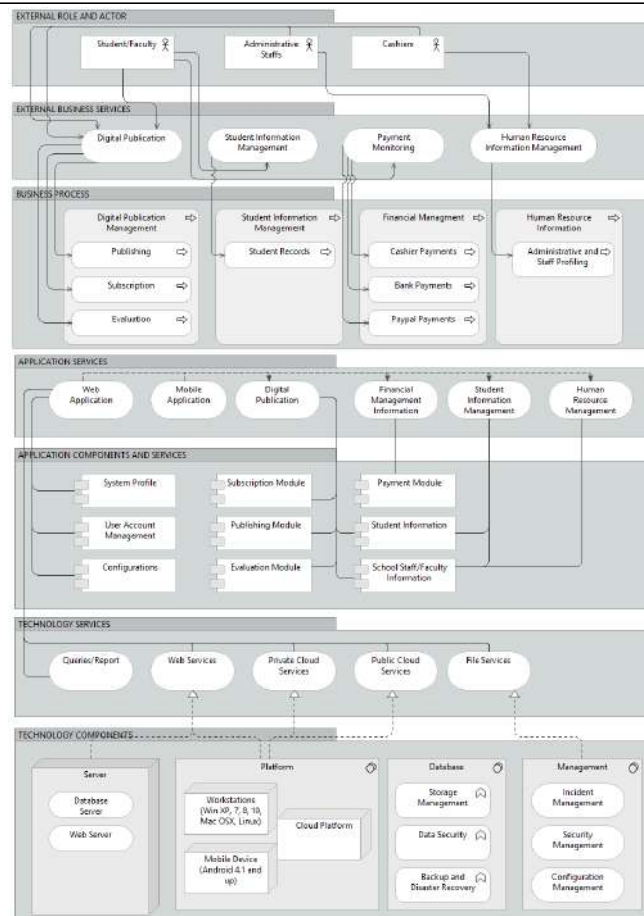 EXTERNAL ROLE AND ACTOR
Student/Faculty
Administrative
Staffs
Cashiers
EXTERNAL BUSINESS SERVICES
Digital Publication
Student Information
Management
Payment
Monitoring
Human Resource
Information Management
BUSINESS PROCESS
Digital Publication
Management
Publishing
Subscription
Evaluation
Student Information
Management
Student Records
Financial Managment
Cashier Payments
Bank Payments
Paypal Payments
Human Resource
Information
Administrative and
Staff Profiling
APPLICATION SERVICES
Web
Application
Mobile
Application
Digital
Publication
Financial
Management
Information
Student
Information
Management
Human
Resource
Management
APPLICATION COMPONENTS AND SERVICES
System Profile
Subscription Module
Payment Module
User Account
Management
Publishing Module
Student Information
Configurations
Evaluation Module
School Staff/Faculty
Information
TECHNOLOGY SERVICES
Queries/Report
Web Services
Private Cloud
Services
Public Cloud
Services
File Services
TECHNOLOGY COMPONENTS
Server
Database
Server
Web Server
Platform
Workstations
(Win XP, 7, 8, 10,
Mac OSX, Linux)
Cloud Platform
Mobile Device
(Android 4.1 and
up)
Database
Storage
Management
Data Security
Backup and
Disaster Recovery
Management
Incident
Management
Security
Management
Configuration
Management